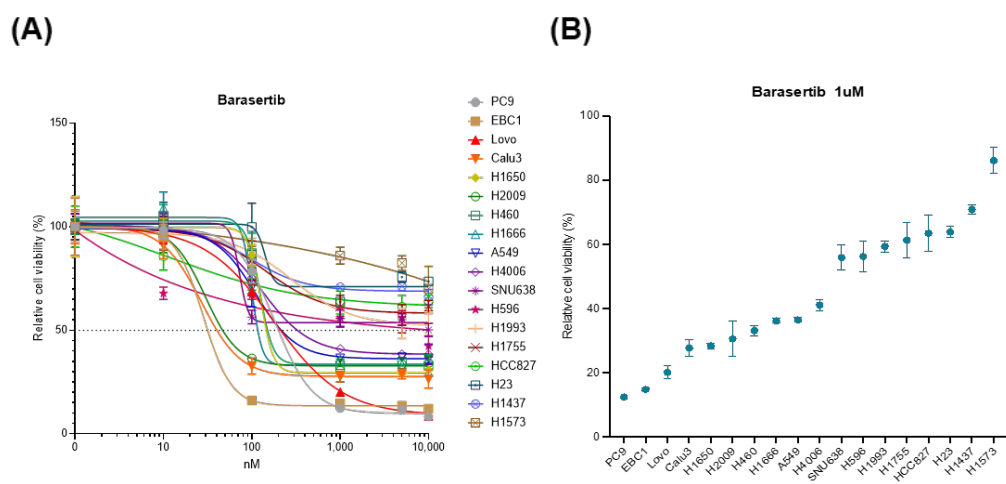 (A)
Barasertib
Relative cell viability (%)
150
100
50
0
0
10
100
1,000
10,000
nM
PC9
EBC1
Lovo
Calu3
H1650
H2009
H460
H1666
A549
H4006
SNU638
H596
H1993
H1755
HCC827
H23
H1437
H1573
(B)
Barasertib 1uM
Relative cell viability (%)
100
80
60
40
20
0
PC9
EBC1
Lovo
Calu3
H1650
H2009
H460
H1666
A549
H4006
SNU638
H596
H1993
H1755
HCC827
H23
H1437
H1573